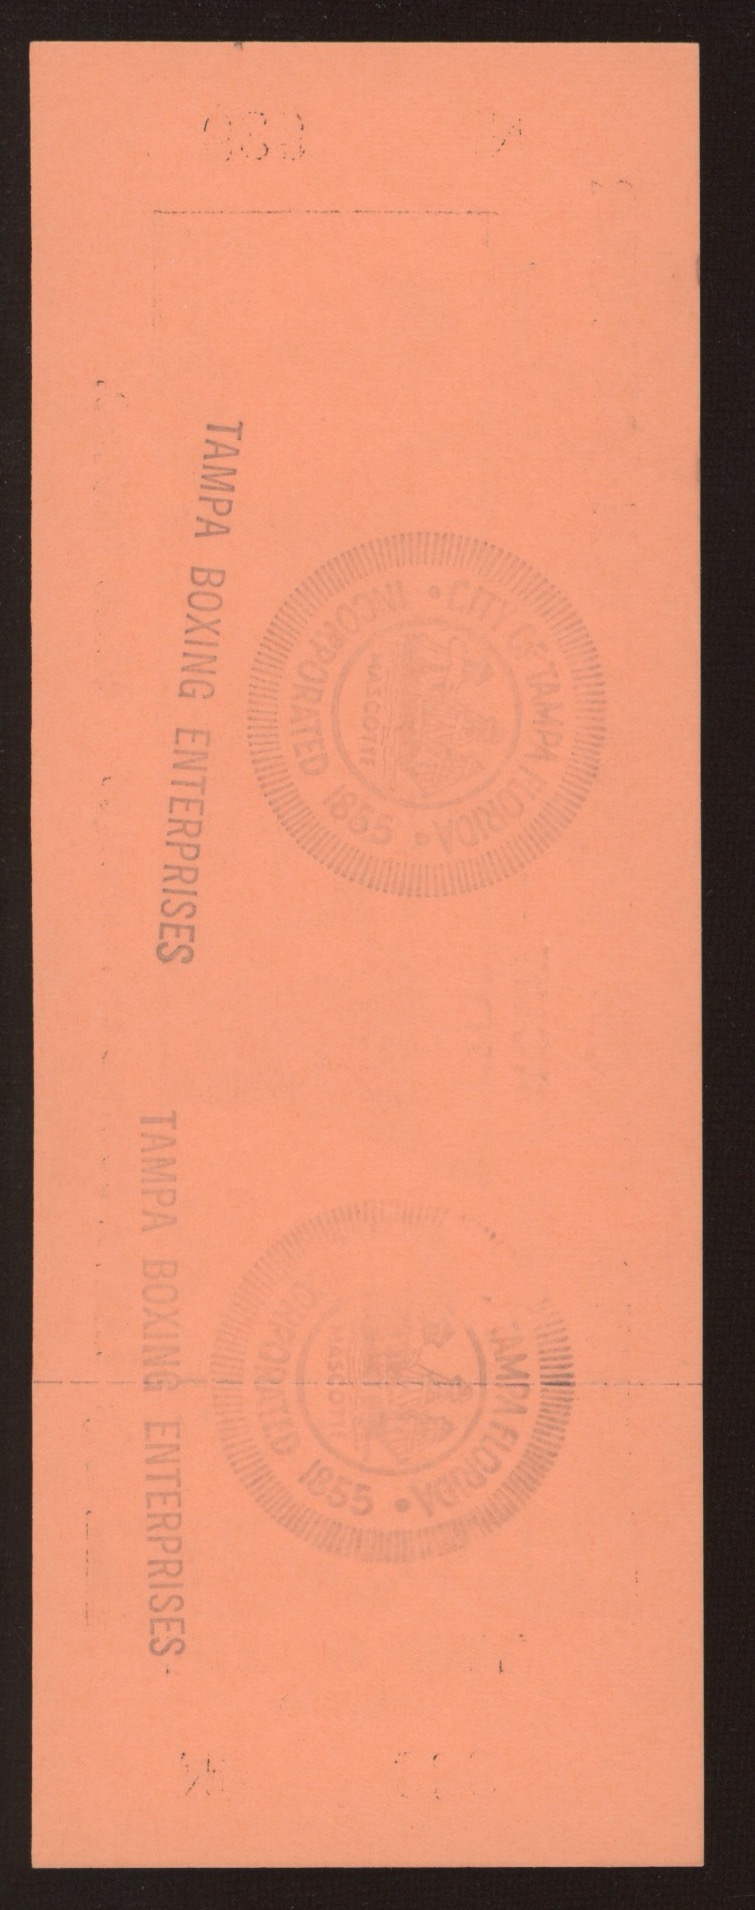 TAMPA BOXING ENTERPRISES
CITY OF TAMPA FLORIDA • INCORPORATED 1855 •
MASCOTTE
TAMPA BOXING ENTERPRISES
TAMPA FLORIDA • ORPORATED 1855
MASCOTTE